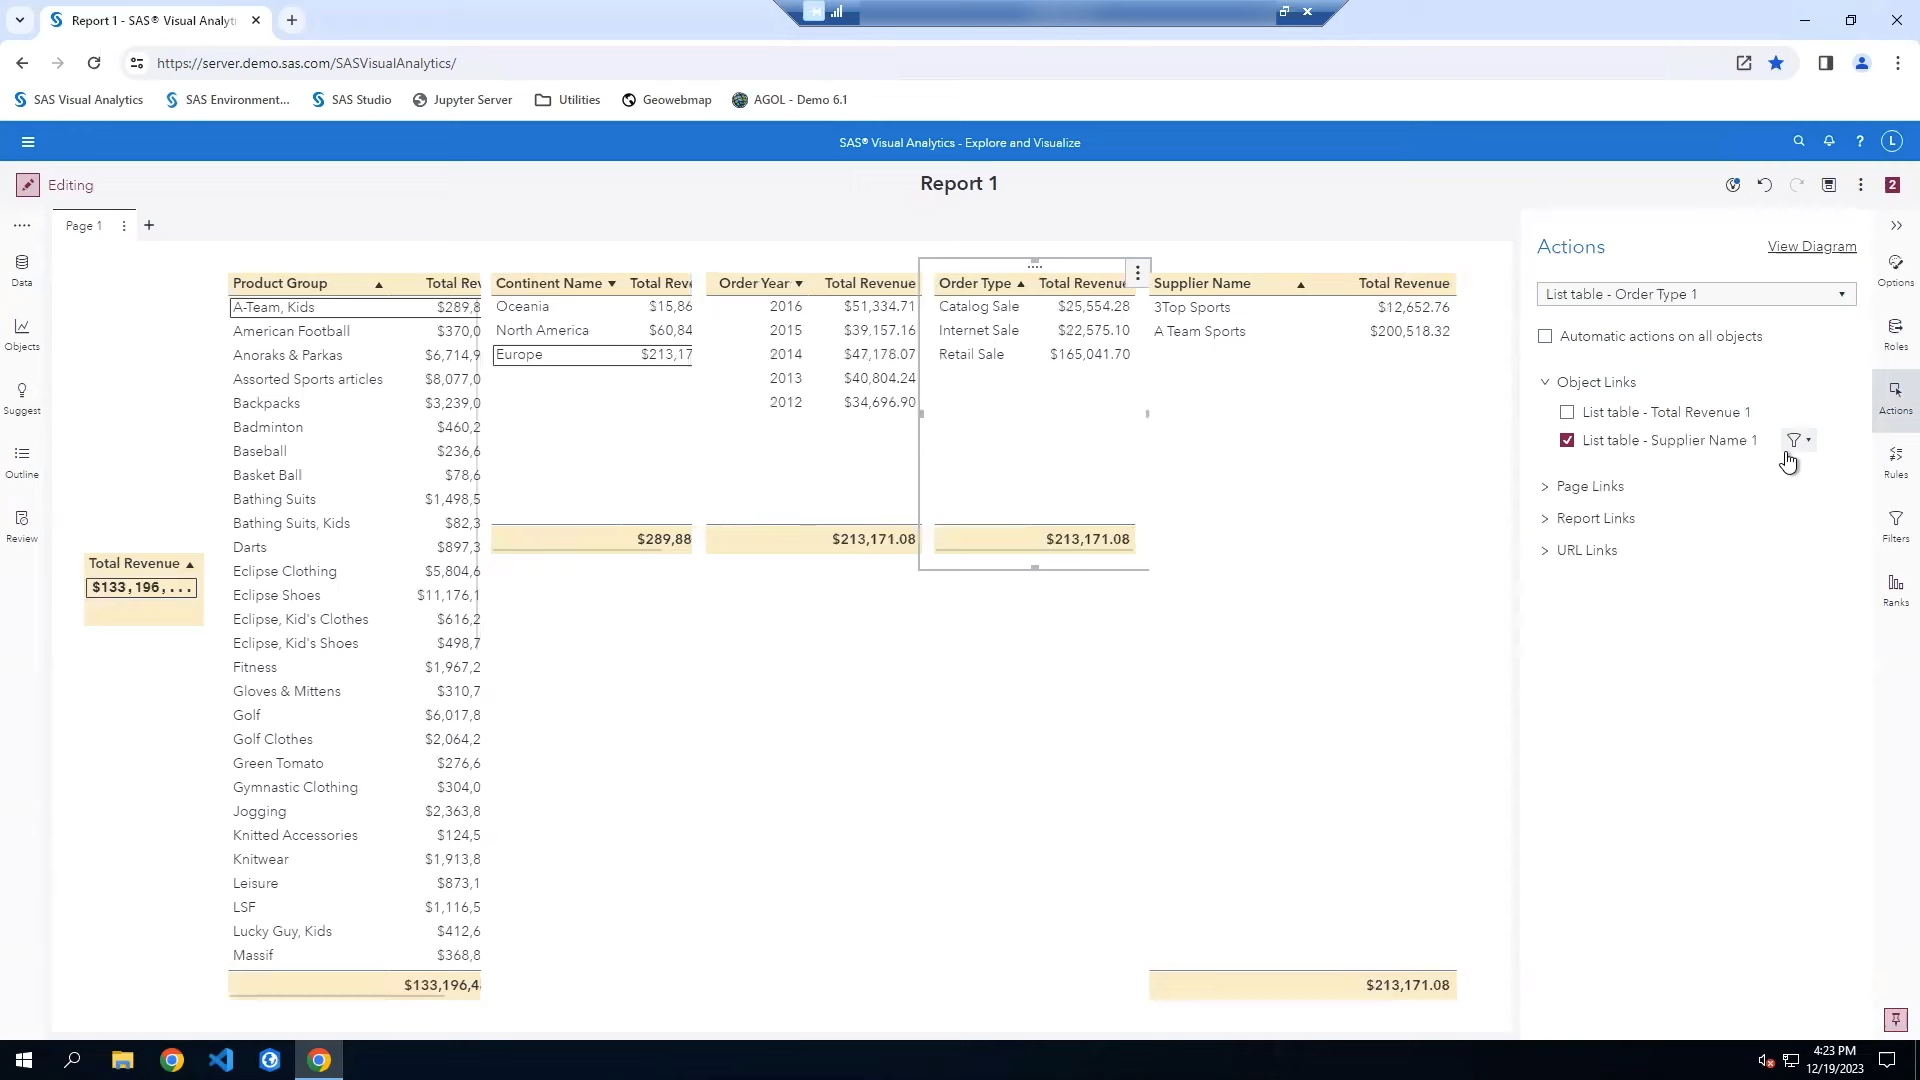 Report 1 - SAS® Visual Analyti
https://server.demo.sas.com/SASVisualAnalytics/
SAS Visual Analytics SAS Environment... SAS Studio Jupyter Server Utilities Geowebmap AGOL - Demo 6.1
SAS® Visual Analytics - Explore and Visualize
L
Editing
Report 1
2
Page 1
Data
Objects
Suggest
Outline
Review
Total Revenue
$133,196,...
Product Group Total Rev
A-Team, Kids $289,8
American Football $370,0
Anoraks & Parkas $6,714,9
Assorted Sports articles $8,077,0
Backpacks $3,239,0
Badminton $460,2
Baseball $236,6
Basket Ball $78,6
Bathing Suits $1,498,5
Bathing Suits, Kids $82,3
Darts $897,3
Eclipse Clothing $5,804,6
Eclipse Shoes $11,176,1
Eclipse, Kid's Clothes $616,2
Eclipse, Kid's Shoes $498,7
Fitness $1,967,2
Gloves & Mittens $310,7
Golf $6,017,8
Golf Clothes $2,064,2
Green Tomato $276,6
Gymnastic Clothing $304,0
Jogging $2,363,8
Knitted Accessories $124,5
Knitwear $1,913,8
Leisure $873,1
LSF $1,116,5
Lucky Guy, Kids $412,6
Massif $368,8
$133,196,4
Continent Name Total Reve
Oceania $15,86
North America $60,84
Europe $213,17
$289,88
Order Year Total Revenue
2016 $51,334.71
2015 $39,157.16
2014 $47,178.07
2013 $40,804.24
2012 $34,696.90
$213,171.08
Order Type Total Revenue
Catalog Sale $25,554.28
Internet Sale $22,575.10
Retail Sale $165,041.70
$213,171.08
Supplier Name Total Revenue
3Top Sports $12,652.76
A Team Sports $200,518.32
$213,171.08
Actions View Diagram
List table - Order Type 1
Automatic actions on all objects
Object Links
List table - Total Revenue 1
List table - Supplier Name 1
Page Links
Report Links
URL Links
Options
Roles
Actions
Rules
Filters
Ranks
4:23 PM
12/19/2023